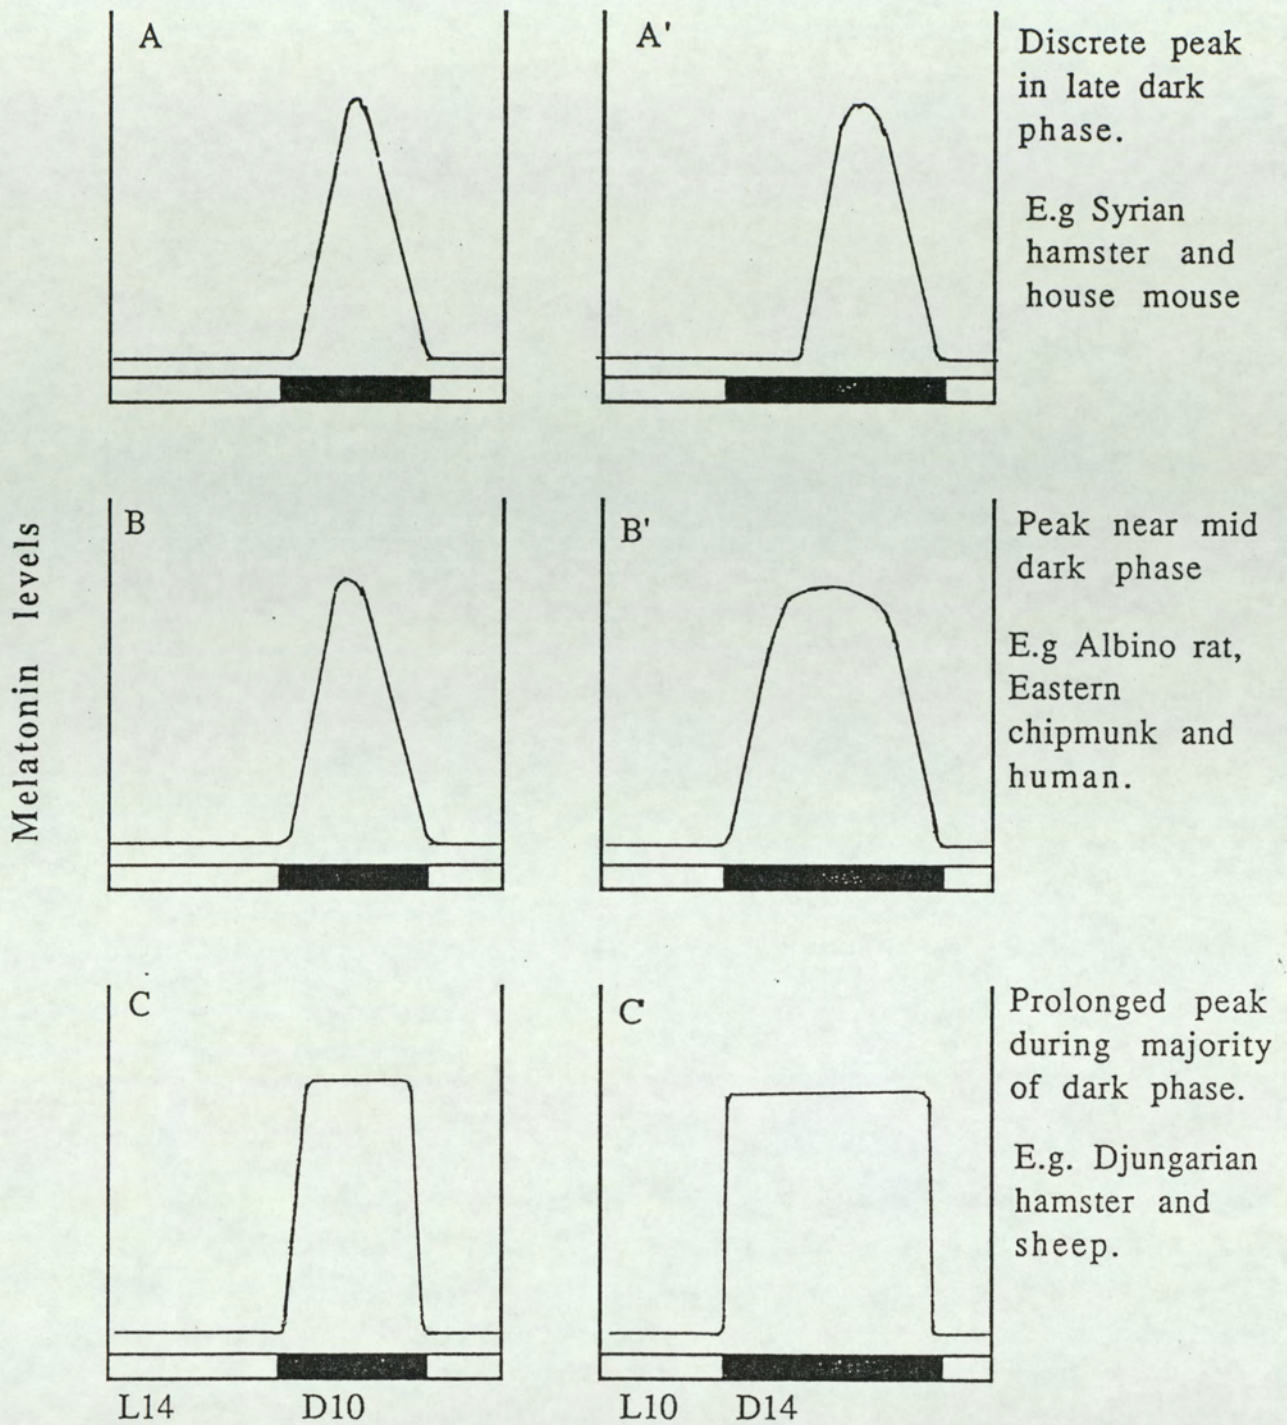 A
A'
Discrete peak
in late dark
phase.
E.g Syrian
hamster and
house mouse
Melatonin levels
B
B'
Peak near mid
dark phase
E.g Albino rat,
Eastern
chipmunk and
human.
C
C'
Prolonged peak
during majority
of dark phase.
E.g. Djungarian
hamster and
sheep.
L14 D10 L10 D14